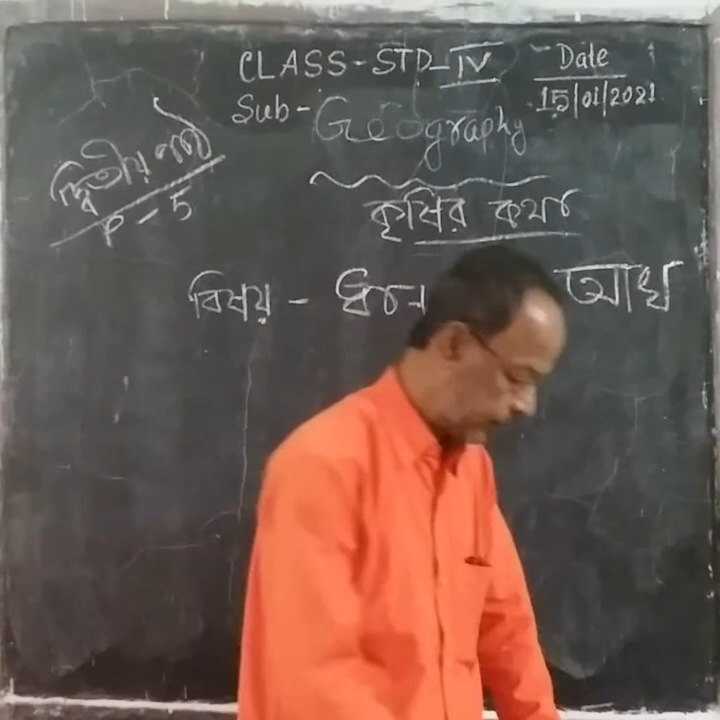 CLASS-STD-IV
Date
15/01/2021
Sub-Geography
দ্বিতীয় পর্ব
P-5
কৃষির কথা
বিষয় - ধান
আখ